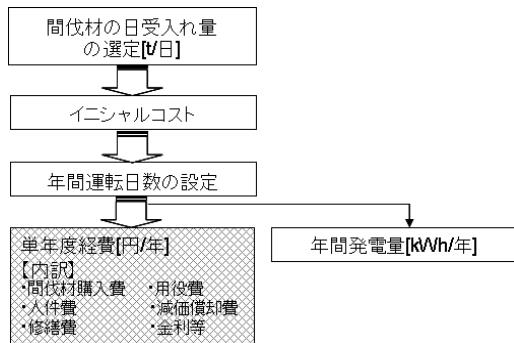 間伐材の日受入れ量
の選定[t/日]
イニシャルコスト
年間運転日数の設定
単年度経費[円/年]
【内訳】
・間伐材購入費 ・用役費
・人件費 ・減価償却費
・修繕費 ・金利等
年間発電量[kWh/年]